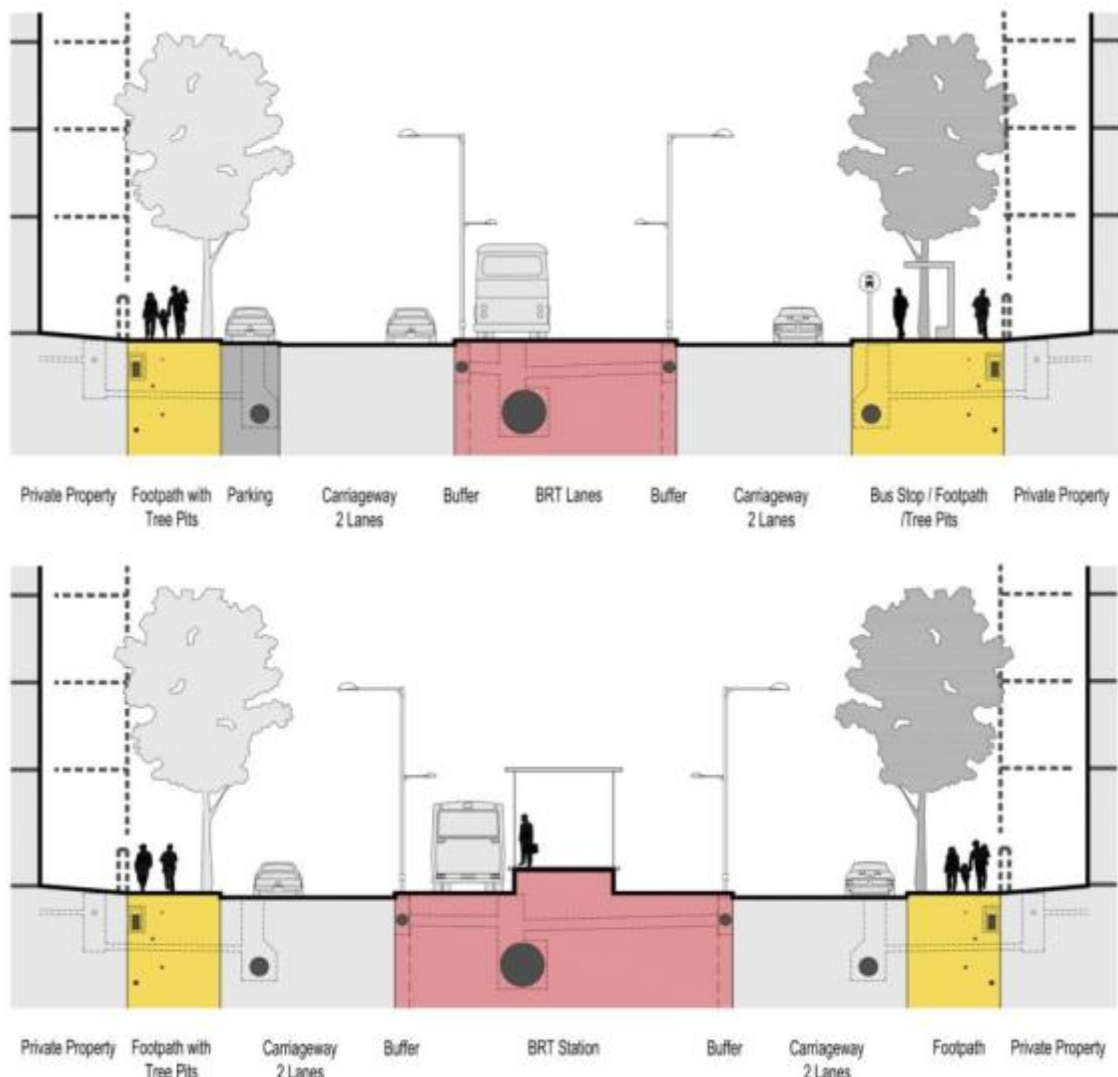 Private Property Footpath with Parking Carriageway Buffer BRT Lanes Buffer Carriageway Bus Stop / Footpath Private Property
Tree Pits 2 Lanes 2 Lanes /Tree Pits
Private Property Footpath with Carriageway Buffer BRT Station Buffer Carriageway Footpath Private Property
Tree Pits 2 Lanes 2 Lanes